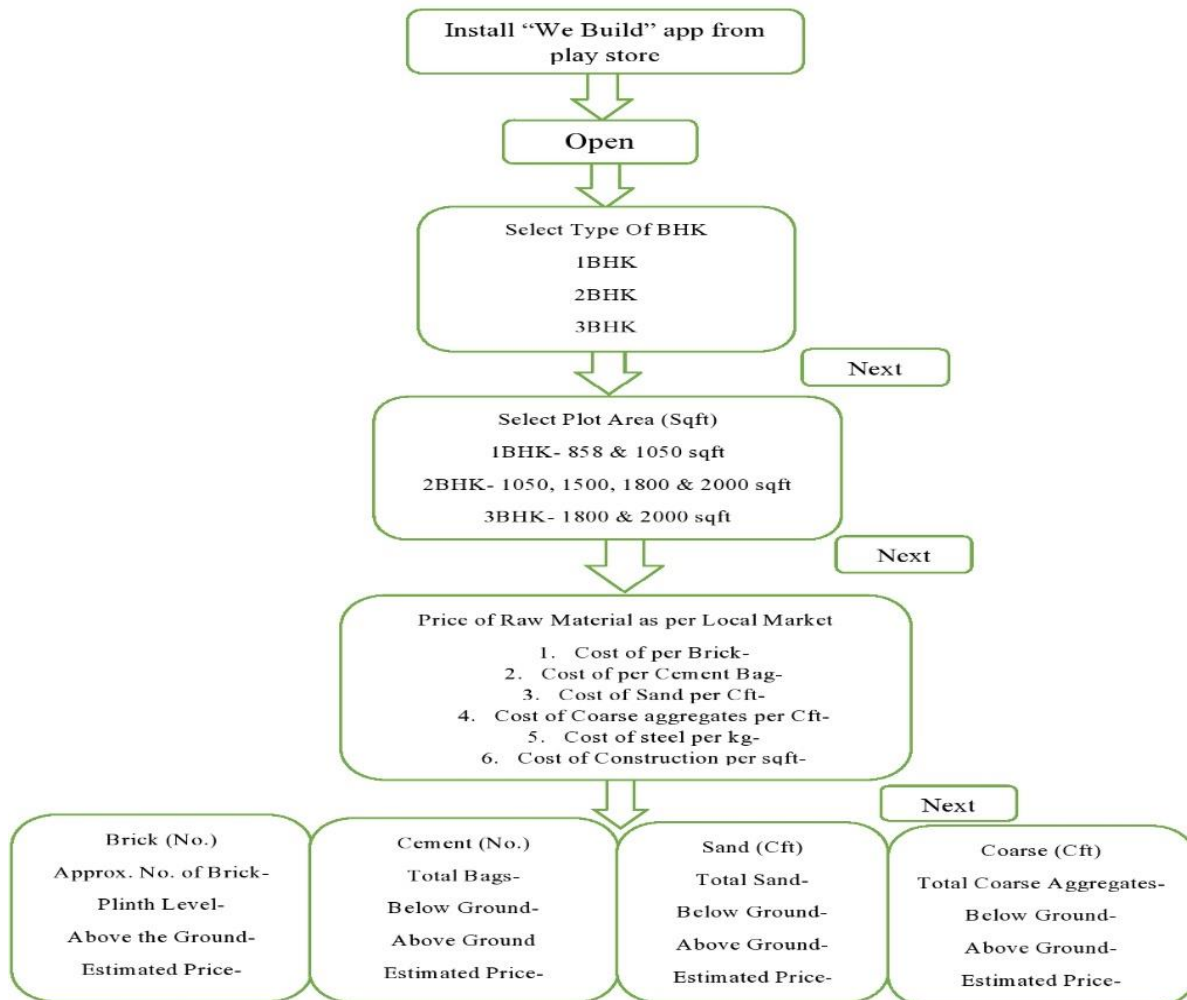 Install “We Build” app from
play store
Open
Select Type Of BHK
1BHK
2BHK
3BHK
Next
Select Plot Area (Sqft)
1BHK- 858 & 1050 sqft
2BHK- 1050, 1500, 1800 & 2000 sqft
3BHK- 1800 & 2000 sqft
Next
Price of Raw Material as per Local Market
1. Cost of per Brick-
2. Cost of per Cement Bag-
3. Cost of Sand per Cft-
4. Cost of Coarse aggregates per Cft-
5. Cost of steel per kg-
6. Cost of Construction per sqft-
Next
Brick (No.)
Approx. No. of Brick-
Plinth Level-
Above the Ground-
Estimated Price-
Cement (No.)
Total Bags-
Below Ground-
Above Ground
Estimated Price-
Sand (Cft)
Total Sand-
Below Ground-
Above Ground-
Estimated Price-
Coarse (Cft)
Total Coarse Aggregates-
Below Ground-
Above Ground-
Estimated Price-